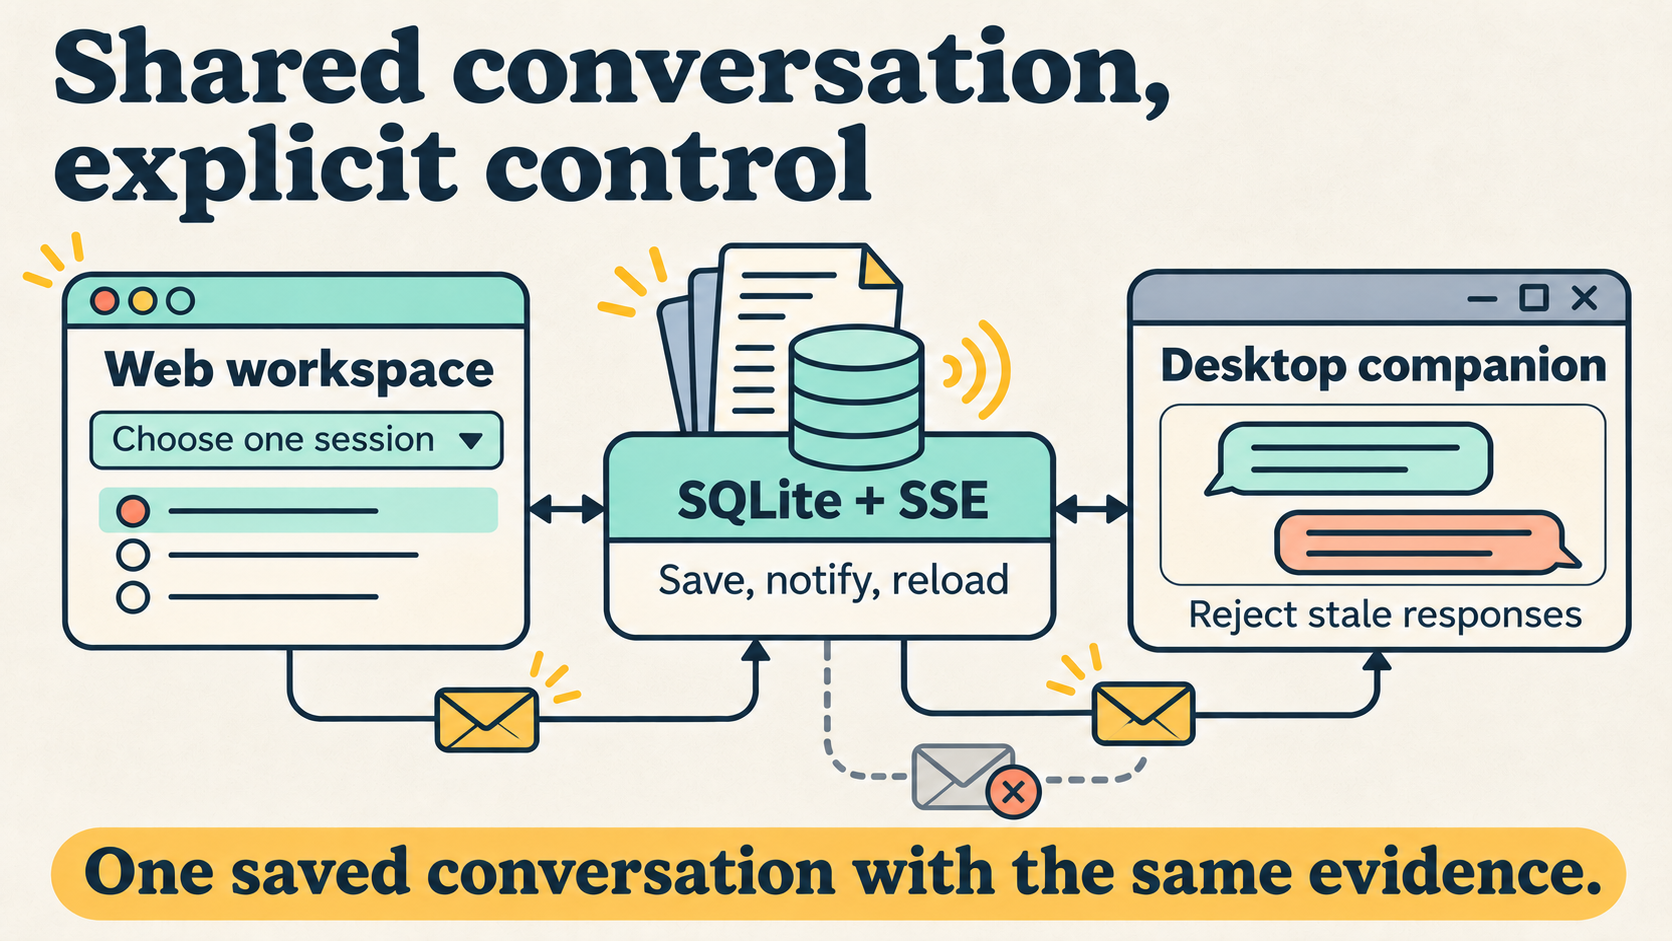 Shared conversation,
explicit control
Web workspace
Choose one session
SQLite + SSE
Save, notify, reload
Desktop companion
Reject stale responses
One saved conversation with the same evidence.